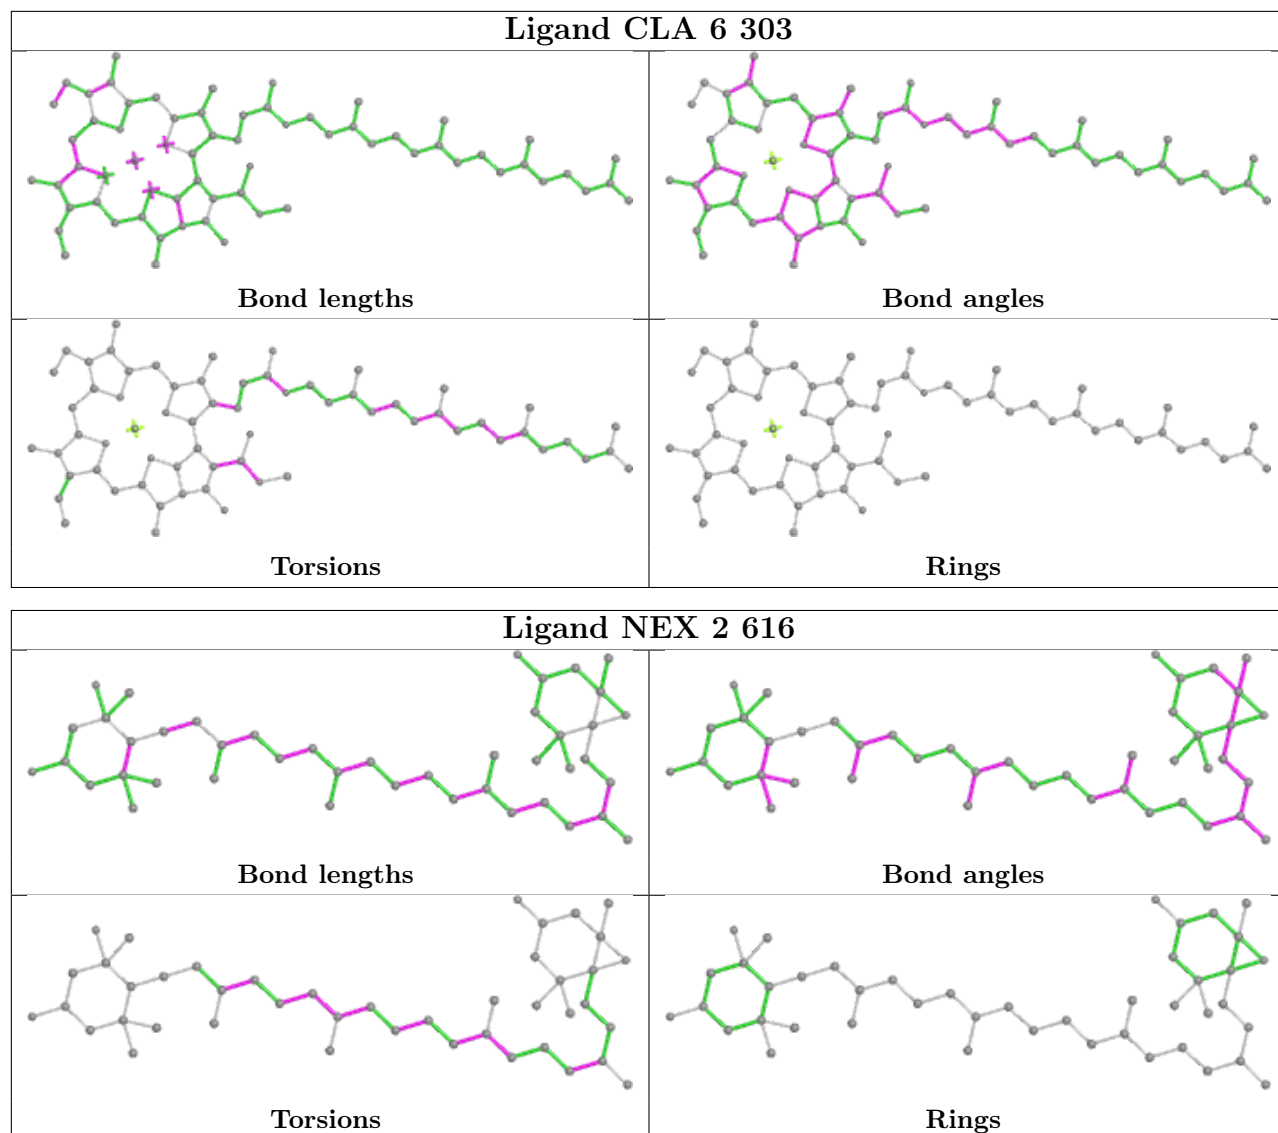 Ligand CLA 6 303
Bond lengths
Bond angles
Torsions
Rings
Ligand NEX 2 616
Bond lengths
Bond angles
Torsions
Rings